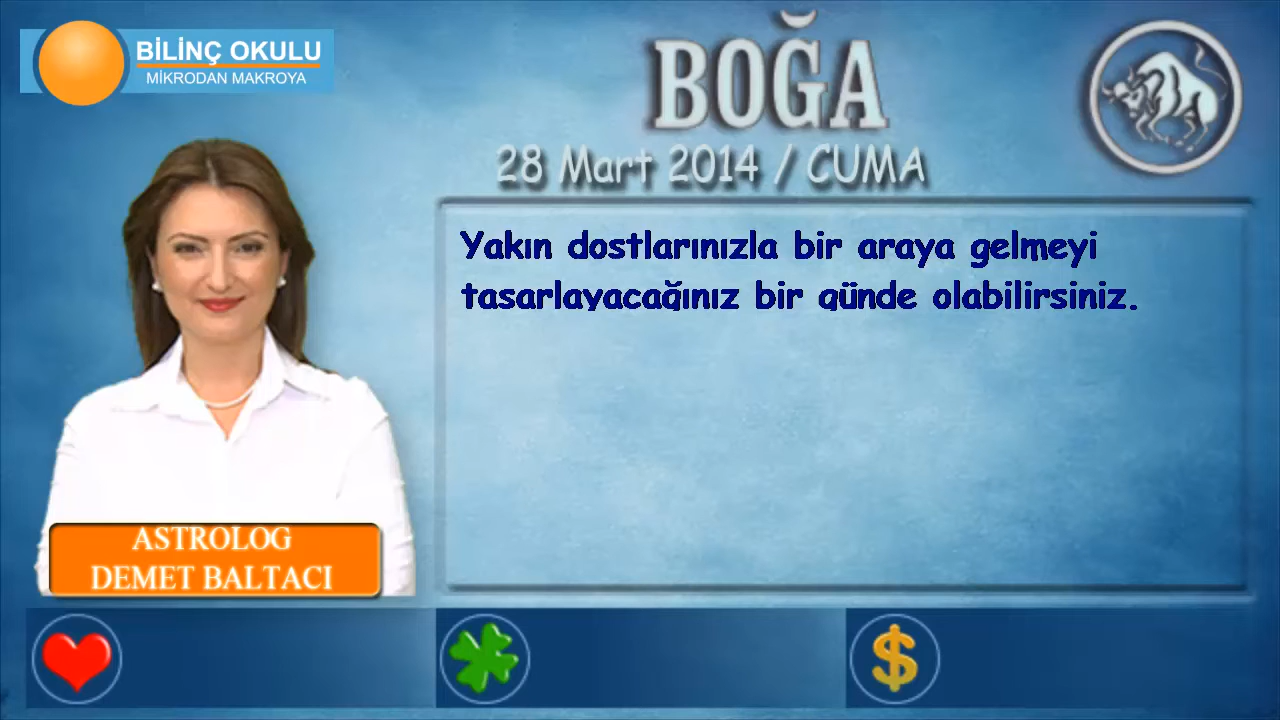 BİLİNÇ OKULU
MİKRODAN MAKROYA
BOĞA
28 Mart 2014 / CUMA
Yakın dostlarınızla bir araya gelmeyi
tasarlayacağınız bir günde olabilirsiniz.
ASTROLOG
DEMET BALTACI
$